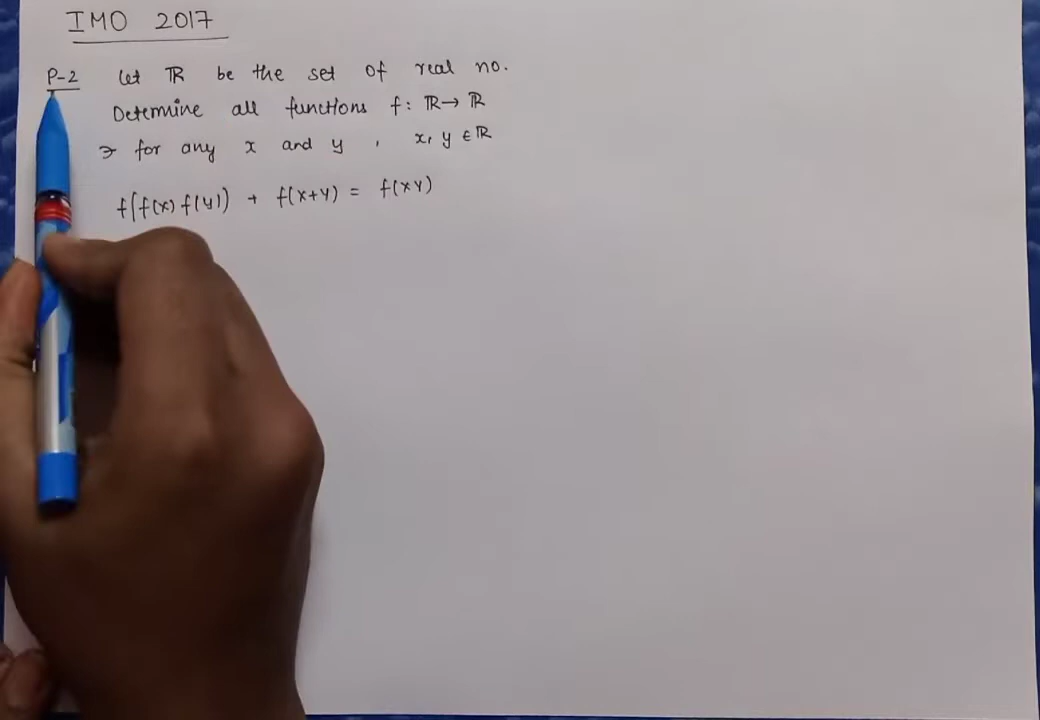 IMO 2017
P-2 Let ℝ be the set of real no.
Determine all functions f: ℝ→ ℝ
∋ for any x and y , x, y ∈ ℝ
f(f(x) f(y)) + f(x+y) = f(xy)